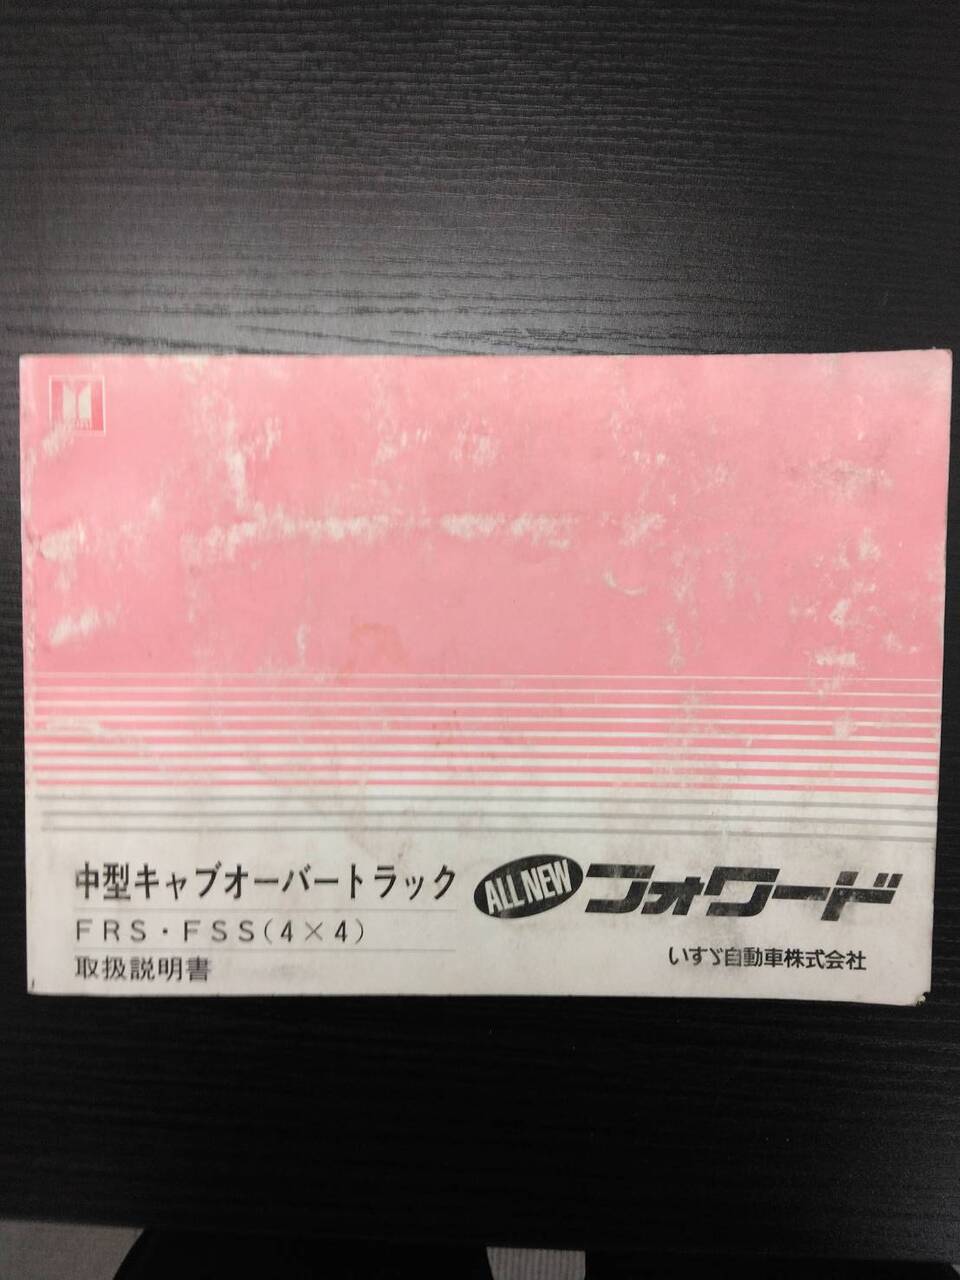 中型キャブオーバートラック
FRS・FSS(4×4)
取扱説明書
ALL NEW フォワード
いすゞ自動車株式会社